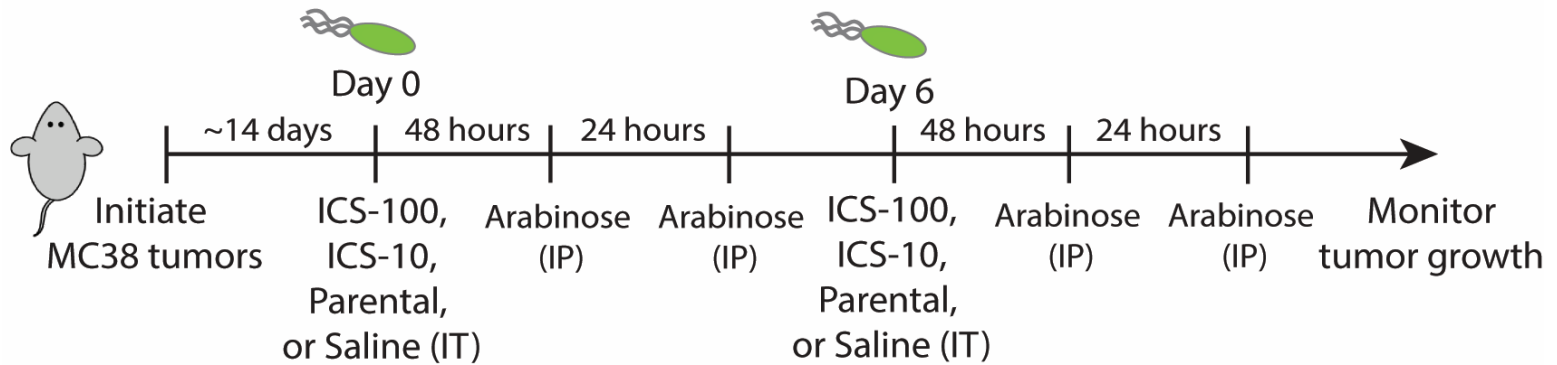 Day 0
Day 6
~14 days
48 hours
24 hours
48 hours
24 hours
Initiate
MC38 tumors
ICS-100,
ICS-10,
Parental,
or Saline (IT)
Arabinose
(IP)
Arabinose
(IP)
ICS-100,
ICS-10,
Parental,
or Saline (IT)
Arabinose
(IP)
Arabinose
(IP)
Monitor
tumor growth